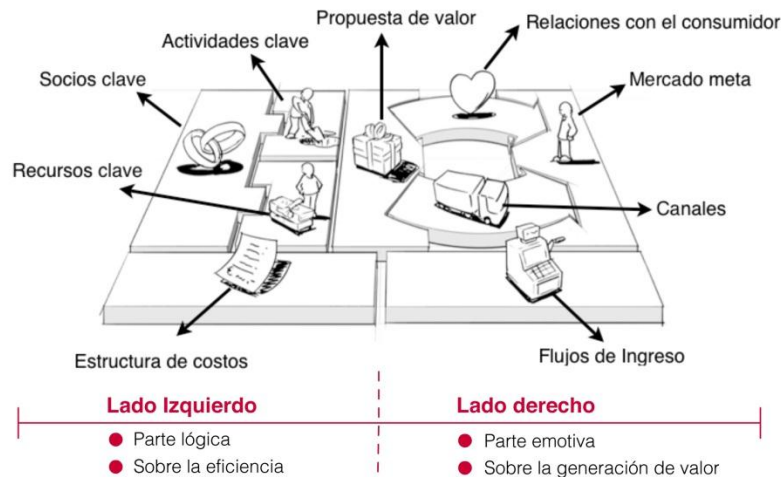 Propuesta de valor
Relaciones con el consumidor
Actividades clave
Socios clave
Mercado meta
Recursos clave
Canales
Estructura de costos
Flujos de Ingreso
Lado Izquierdo
● Parte lógica
● Sobre la eficiencia
Lado derecho
● Parte emotiva
● Sobre la generación de valor